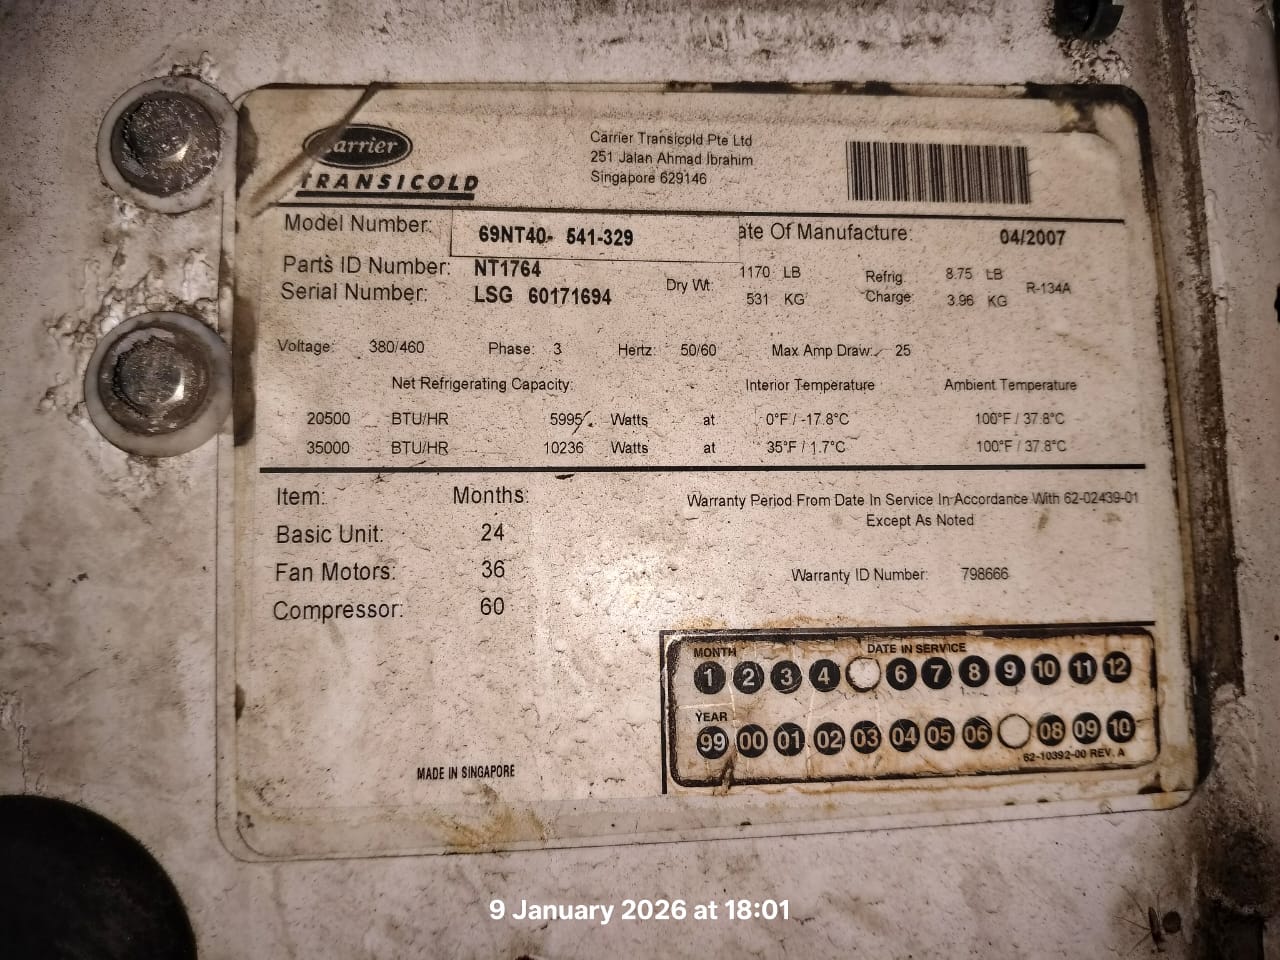 Carrier
TRANSICOLD
Carrier Transicold Pte Ltd
251 Jalan Ahmad Ibrahim
Singapore 629146
Model Number: 69NT40- 541-329 ate Of Manufacture: 04/2007
Parts ID Number: NT1764
Serial Number: LSG 60171694
Dry Wt: 1170 LB
531 KG
Refrig. 8.75 LB
Charge: 3.96 KG
R-134A
Voltage: 380/460 Phase: 3 Hertz: 50/60 Max Amp Draw: 25
Net Refrigerating Capacity: Interior Temperature Ambient Temperature
20500 BTU/HR 5995 Watts at 0°F / -17.8°C 100°F / 37.8°C
35000 BTU/HR 10236 Watts at 35°F / 1.7°C 100°F / 37.8°C
Item: Months:
Basic Unit: 24
Fan Motors: 36
Compressor: 60
Warranty Period From Date In Service In Accordance With 62-02439-01
Except As Noted
Warranty ID Number: 798666
MONTH DATE IN SERVICE
1 2 3 4 6 7 8 9 10 11 12
YEAR
99 00 01 02 03 04 05 06 08 09 10
62-10392-00 REV. A
MADE IN SINGAPORE
9 January 2026 at 18:01